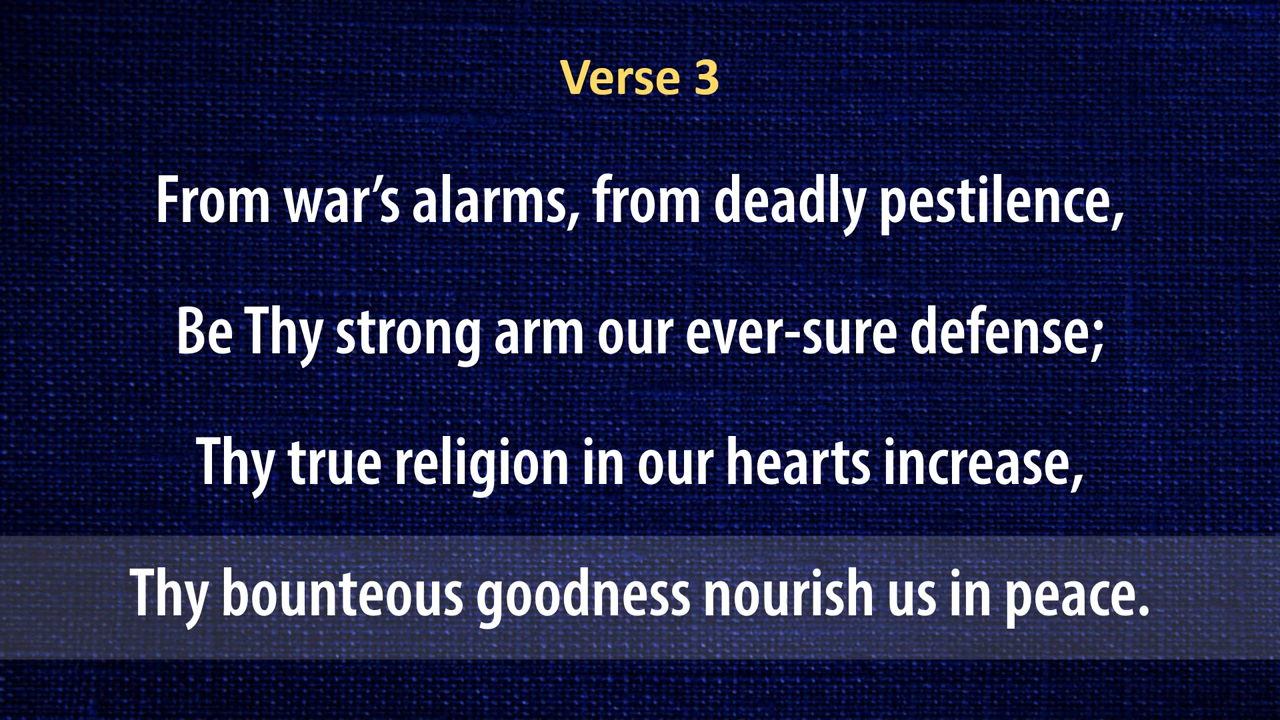 Verse 3
From war’s alarms, from deadly pestilence,
Be Thy strong arm our ever-sure defense;
Thy true religion in our hearts increase,
Thy bounteous goodness nourish us in peace.